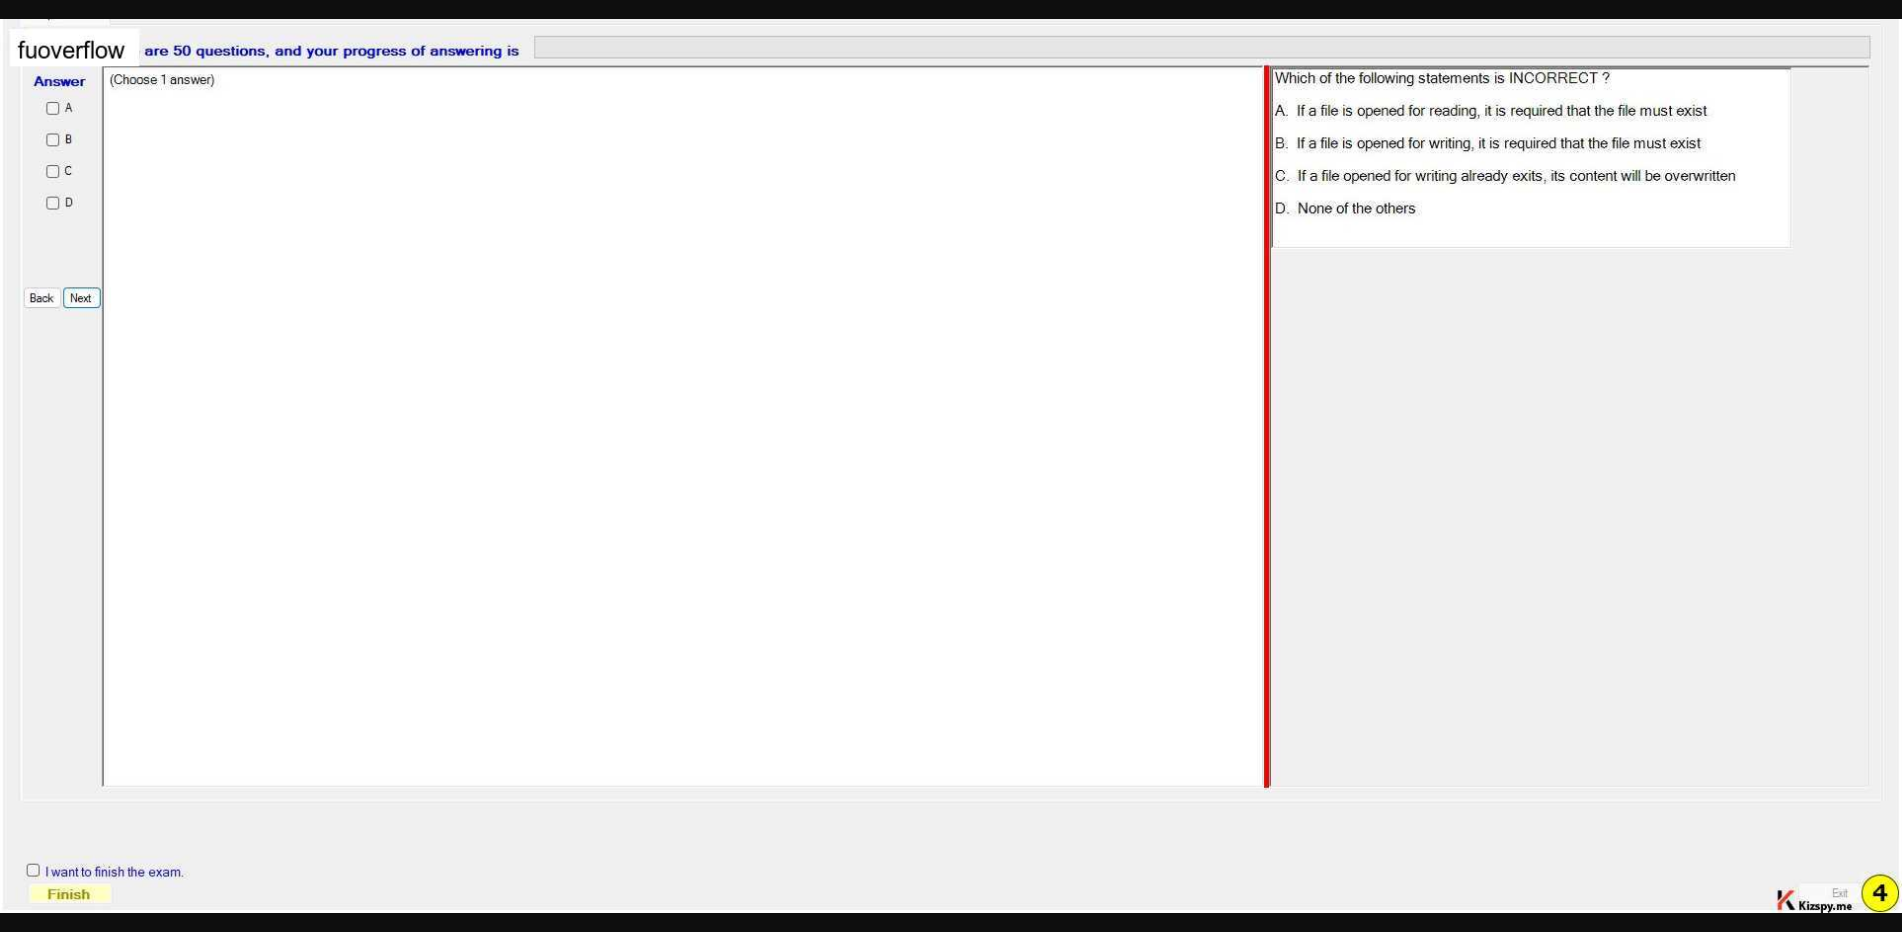 fuoverflow are 50 questions, and your progress of answering is
Answer
A
B
C
D
Back Next
(Choose 1 answer)
Which of the following statements is INCORRECT ?
A. If a file is opened for reading, it is required that the file must exist
B. If a file is opened for writing, it is required that the file must exist
C. If a file opened for writing already exits, its content will be overwritten
D. None of the others
I want to finish the exam.
Finish
Exit
Kizspy.me
4